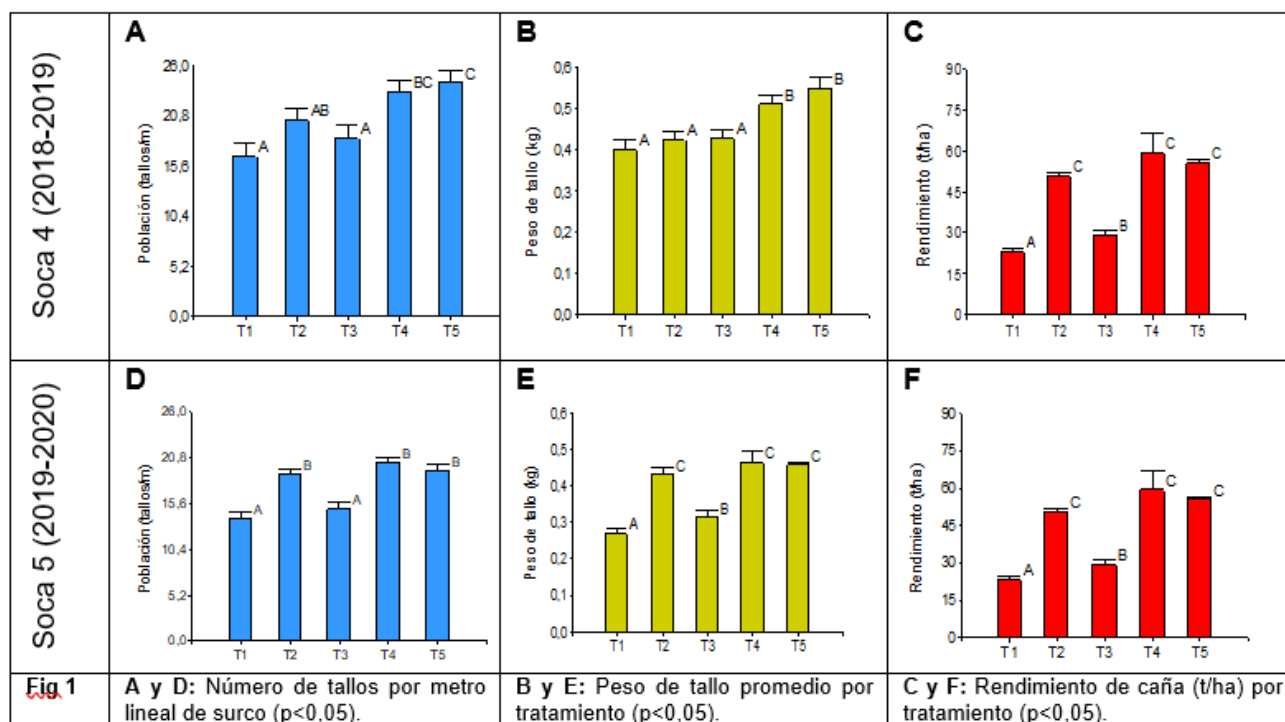 Soca 4 (2018-2019)
A
Población (tallos/m)
26,0
20,8
15,6
10,4
5,2
0,0
A
AB
A
BC
C
T1 T2 T3 T4 T5
B
Peso de tallo (kg)
0,6
0,5
0,4
0,3
0,2
0,1
0,0
A
A
A
B
B
T1 T2 T3 T4 T5
C
Rendimiento (t/ha)
90
75
60
45
30
15
0
A
C
B
C
C
T1 T2 T3 T4 T5
Soca 5 (2019-2020)
D
Población (tallos/m)
26,0
20,8
15,6
10,4
5,2
0,0
A
B
A
B
B
T1 T2 T3 T4 T5
E
Peso de tallo (kg)
0,6
0,5
0,4
0,3
0,2
0,1
0,0
A
C
B
C
C
T1 T2 T3 T4 T5
F
Rendimiento (t/ha)
90
75
60
45
30
15
0
A
C
B
C
C
T1 T2 T3 T4 T5
Fig 1
A y D: Número de tallos por metro
lineal de surco (p<0,05).
B y E: Peso de tallo promedio por
tratamiento (p<0,05).
C y F: Rendimiento de caña (t/ha) por
tratamiento (p<0,05).